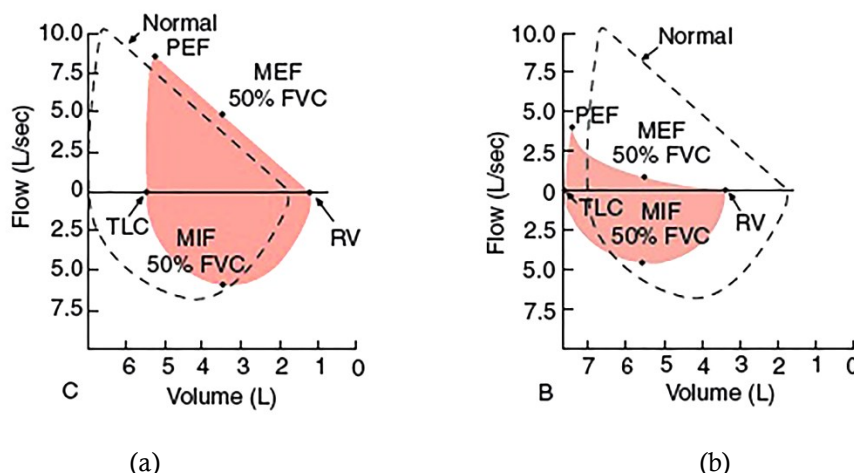 10.0
7.5
5.0
2.5
0
2.5
5.0
7.5
Flow (L/sec)
Normal
PEF
MEF
50% FVC
TLC
RV
MIF
50% FVC
6 5 4 3 2 1 0
Volume (L)
C
(a)
10.0
7.5
5.0
2.5
0
2.5
5.0
7.5
Flow (L/sec)
Normal
PEF
MEF
50% FVC
TLC
RV
MIF
50% FVC
7 6 5 4 3 2 1 0
Volume (L)
B
(b)